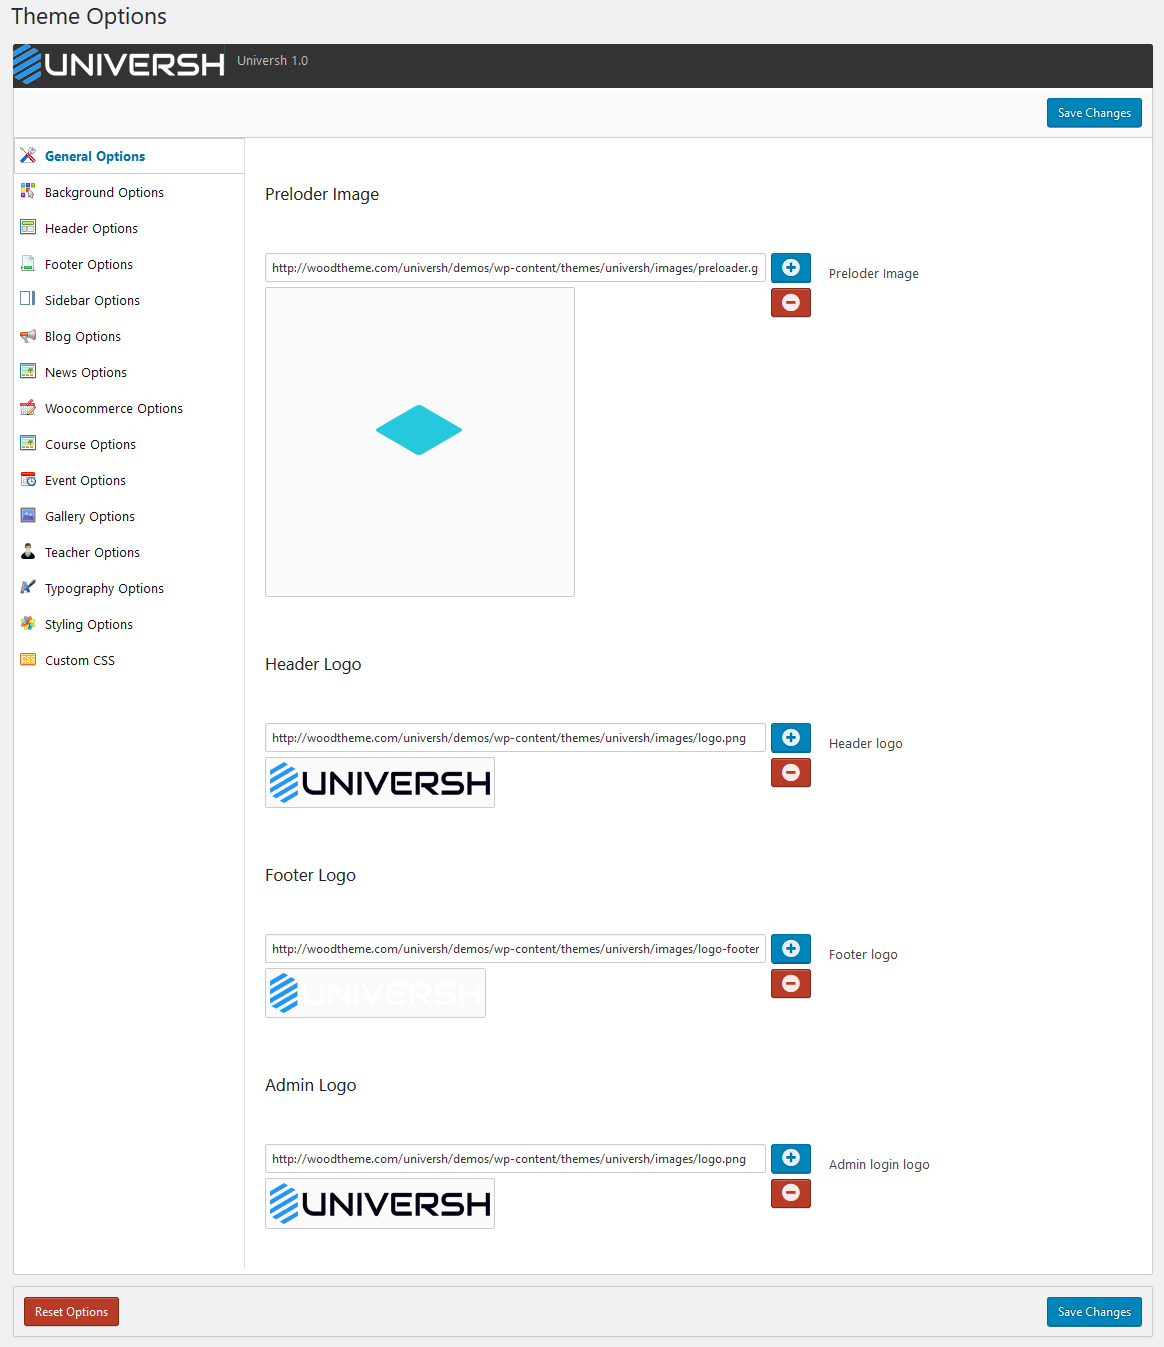 Theme Options
UNIVERSH Universh 1.0
Save Changes
General Options
Background Options
Header Options
Footer Options
Sidebar Options
Blog Options
News Options
Woocommerce Options
Course Options
Event Options
Gallery Options
Teacher Options
Typography Options
Styling Options
CSS Custom CSS
Preloder Image
http://woodtheme.com/universh/demos/wp-content/themes/universh/images/preloader.g
Preloder Image
Header Logo
http://woodtheme.com/universh/demos/wp-content/themes/universh/images/logo.png
Header logo
UNIVERSH
Footer Logo
http://woodtheme.com/universh/demos/wp-content/themes/universh/images/logo-footer
Footer logo
UNIVERSH
Admin Logo
http://woodtheme.com/universh/demos/wp-content/themes/universh/images/logo.png
Admin login logo
UNIVERSH
Reset Options
Save Changes